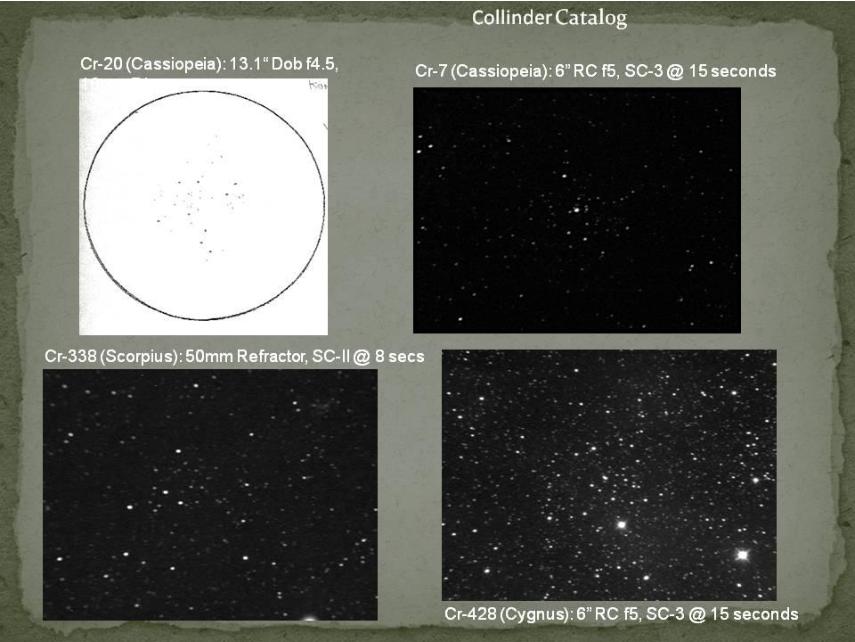 Collinder Catalog
Cr-20 (Cassiopeia): 13.1" Dob f4.5,
Cr-7 (Cassiopeia): 6” RC f5, SC-3 @ 15 seconds
Cr-338 (Scorpius): 50mm Refractor, SC-II @ 8 secs
Cr-428 (Cygnus): 6” RC f5, SC-3 @ 15 seconds